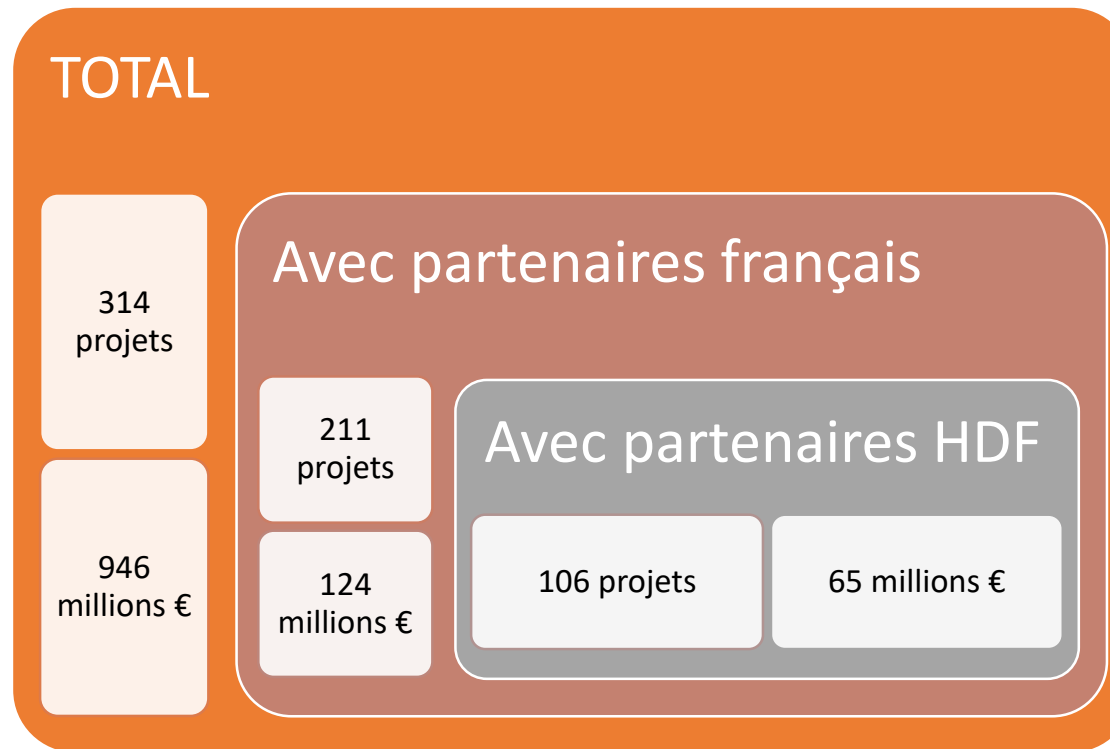 TOTAL
314
projets
946
millions €
Avec partenaires français
211
projets
124
millions €
Avec partenaires HDF
106 projets
65 millions €